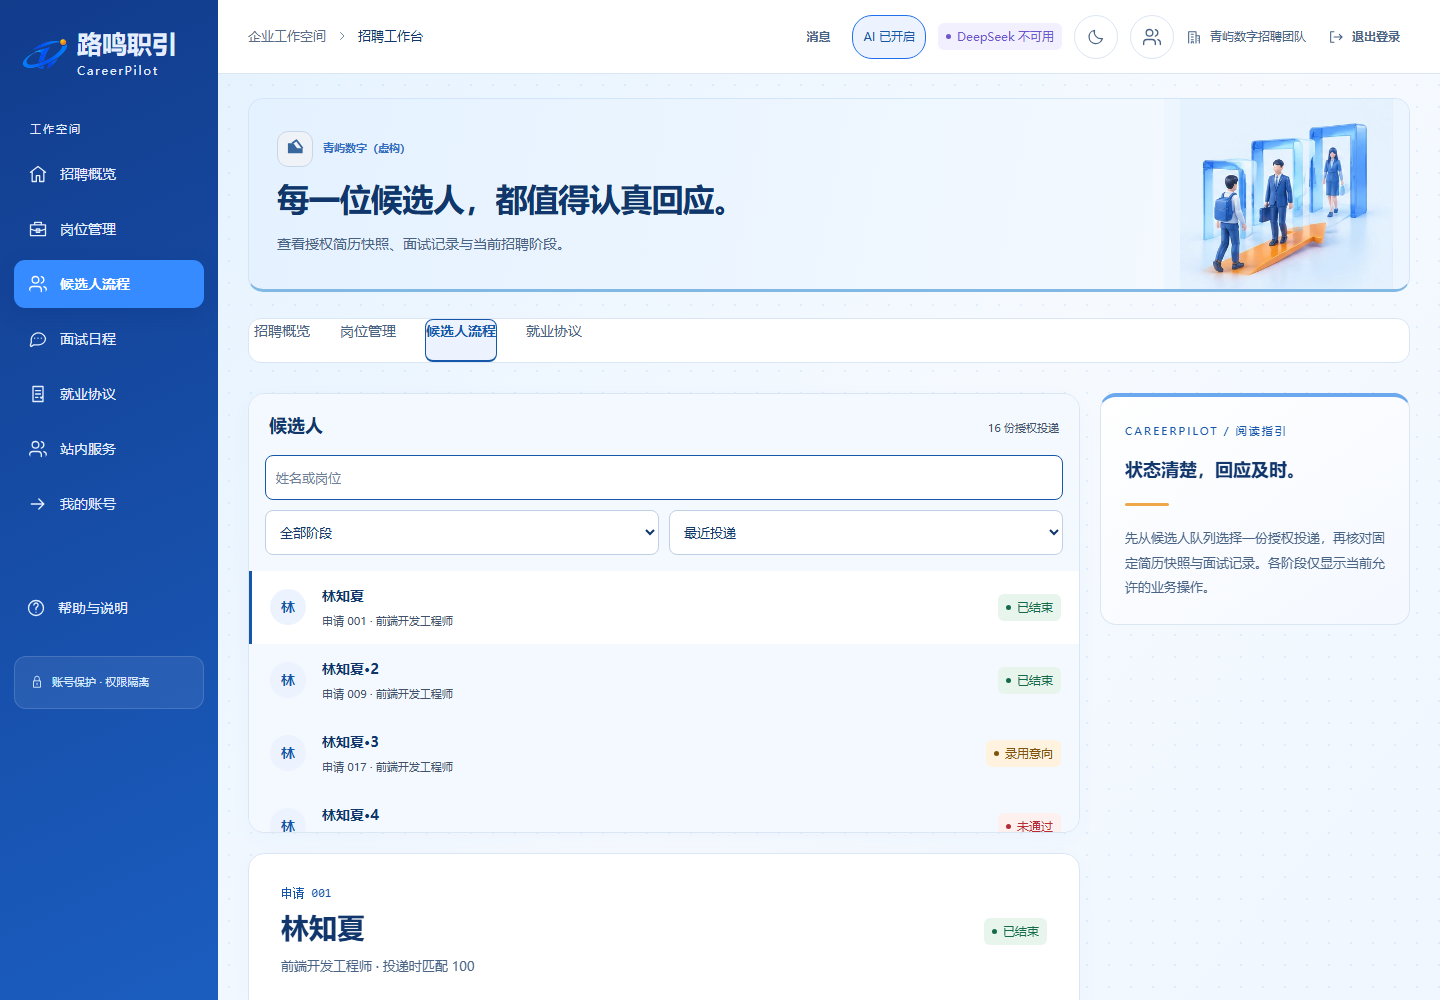 路鸣职引
CareerPilot
工作空间
招聘概览
岗位管理
候选人流程
面试日程
就业协议
站内服务
我的账号
帮助与说明
账号保护 · 权限隔离
企业工作空间 > 招聘工作台
消息
AI 已开启
DeepSeek 不可用
青屿数字招聘团队
退出登录
青屿数字（虚构）
每一位候选人，都值得认真回应。
查看授权简历快照、面试记录与当前招聘阶段。
招聘概览 岗位管理 候选人流程 就业协议
候选人
16 份授权投递
姓名或岗位
全部阶段
最近投递
林
林知夏
申请 001 · 前端开发工程师
已结束
林
林知夏·2
申请 009 · 前端开发工程师
已结束
林
林知夏·3
申请 017 · 前端开发工程师
录用意向
林
林知夏·4
未通过
申请 001
林知夏
前端开发工程师 · 投递时匹配 100
已结束
CAREERPILOT / 阅读指引
状态清楚，回应及时。
先从候选人队列选择一份授权投递，再核对固
定简历快照与面试记录。各阶段仅显示当前允
许的业务操作。